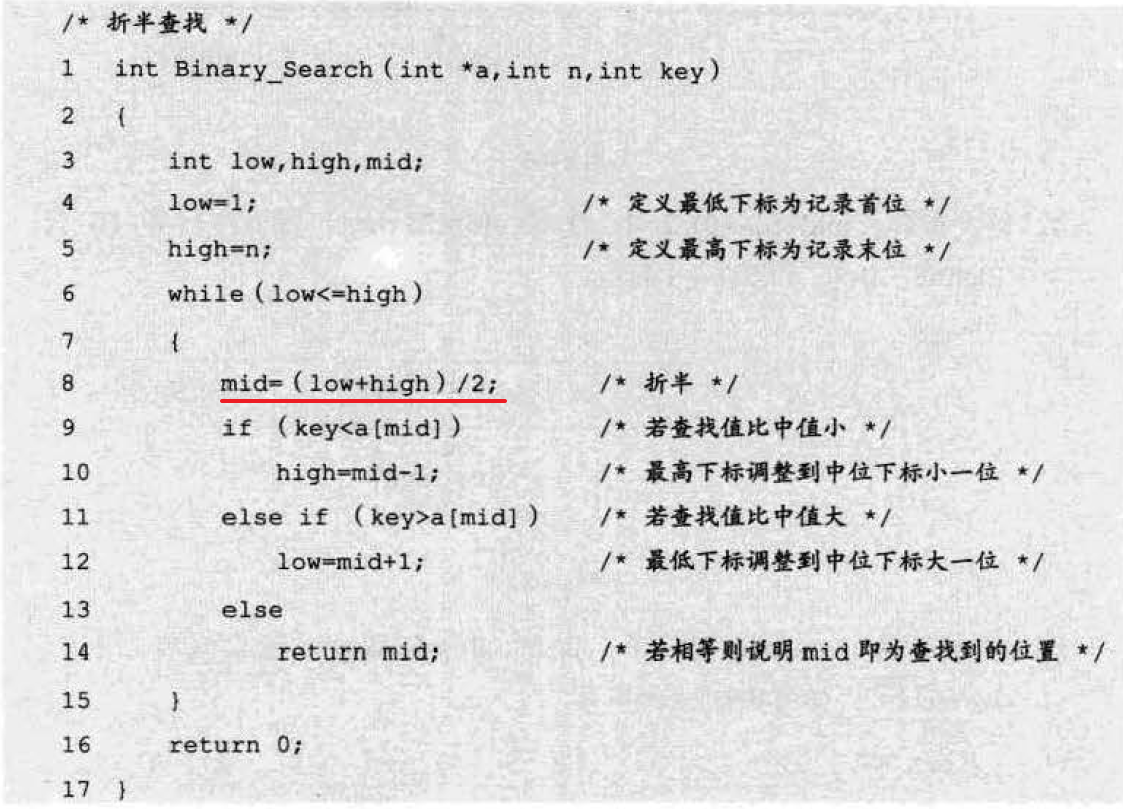 /* 折半查找 */
1 int Binary_Search(int *a,int n,int key)
2 {
3 int low,high,mid;
4 low=1; /* 定义最低下标为记录首位 */
5 high=n; /* 定义最高下标为记录末位 */
6 while(low<=high)
7 {
8 mid=(low+high)/2; /* 折半 */
9 if (key<a[mid]) /* 若查找值比中值小 */
10 high=mid-1; /* 最高下标调整到中位下标小一位 */
11 else if (key>a[mid]) /* 若查找值比中值大 */
12 low=mid+1; /* 最低下标调整到中位下标大一位 */
13 else
14 return mid; /* 若相等则说明mid即为查找到的位置 */
15 }
16 return 0;
17 }